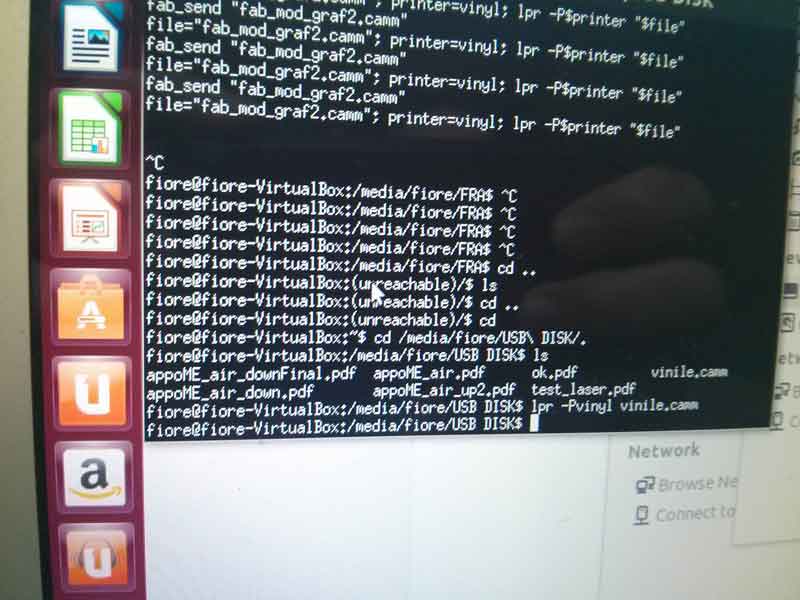 DISK
fab_mod_graf2.camm"; printer=vinyl; lpr -P$printer "$file"
fab_send "fab_mod_graf2.camm"
file="fab_mod_graf2.camm"; printer=vinyl; lpr -P$printer "$file"
fab_send "fab_mod_graf2.camm"
file="fab_mod_graf2.camm"; printer=vinyl; lpr -P$printer "$file"
fab_send "fab_mod_graf2.camm"
file="fab_mod_graf2.camm"; printer=vinyl; lpr -P$printer "$file"
^C
fiore@fiore-VirtualBox:/media/fiore/FRA$ ^C
fiore@fiore-VirtualBox:/media/fiore/FRA$ ^C
fiore@fiore-VirtualBox:/media/fiore/FRA$ ^C
fiore@fiore-VirtualBox:/media/fiore/FRA$ ^C
fiore@fiore-VirtualBox:/media/fiore/FRA$ cd ..
fiore@fiore-VirtualBox:(unreachable)/$ ls
fiore@fiore-VirtualBox:(unreachable)/$ cd ..
fiore@fiore-VirtualBox:(unreachable)/$ cd
fiore@fiore-VirtualBox:~$ cd /media/fiore/USB\ DISK/.
fiore@fiore-VirtualBox:/media/fiore/USB DISK$ ls
appoME_air_downFinal.pdf appoME_air.pdf ok.pdf vinile.camm
appoME_air_down.pdf appoME_air_up2.pdf test_laser.pdf
fiore@fiore-VirtualBox:/media/fiore/USB DISK$ lpr -Pvinyl vinile.camm
fiore@fiore-VirtualBox:/media/fiore/USB DISK$
Network
Browse Ne
Connect to